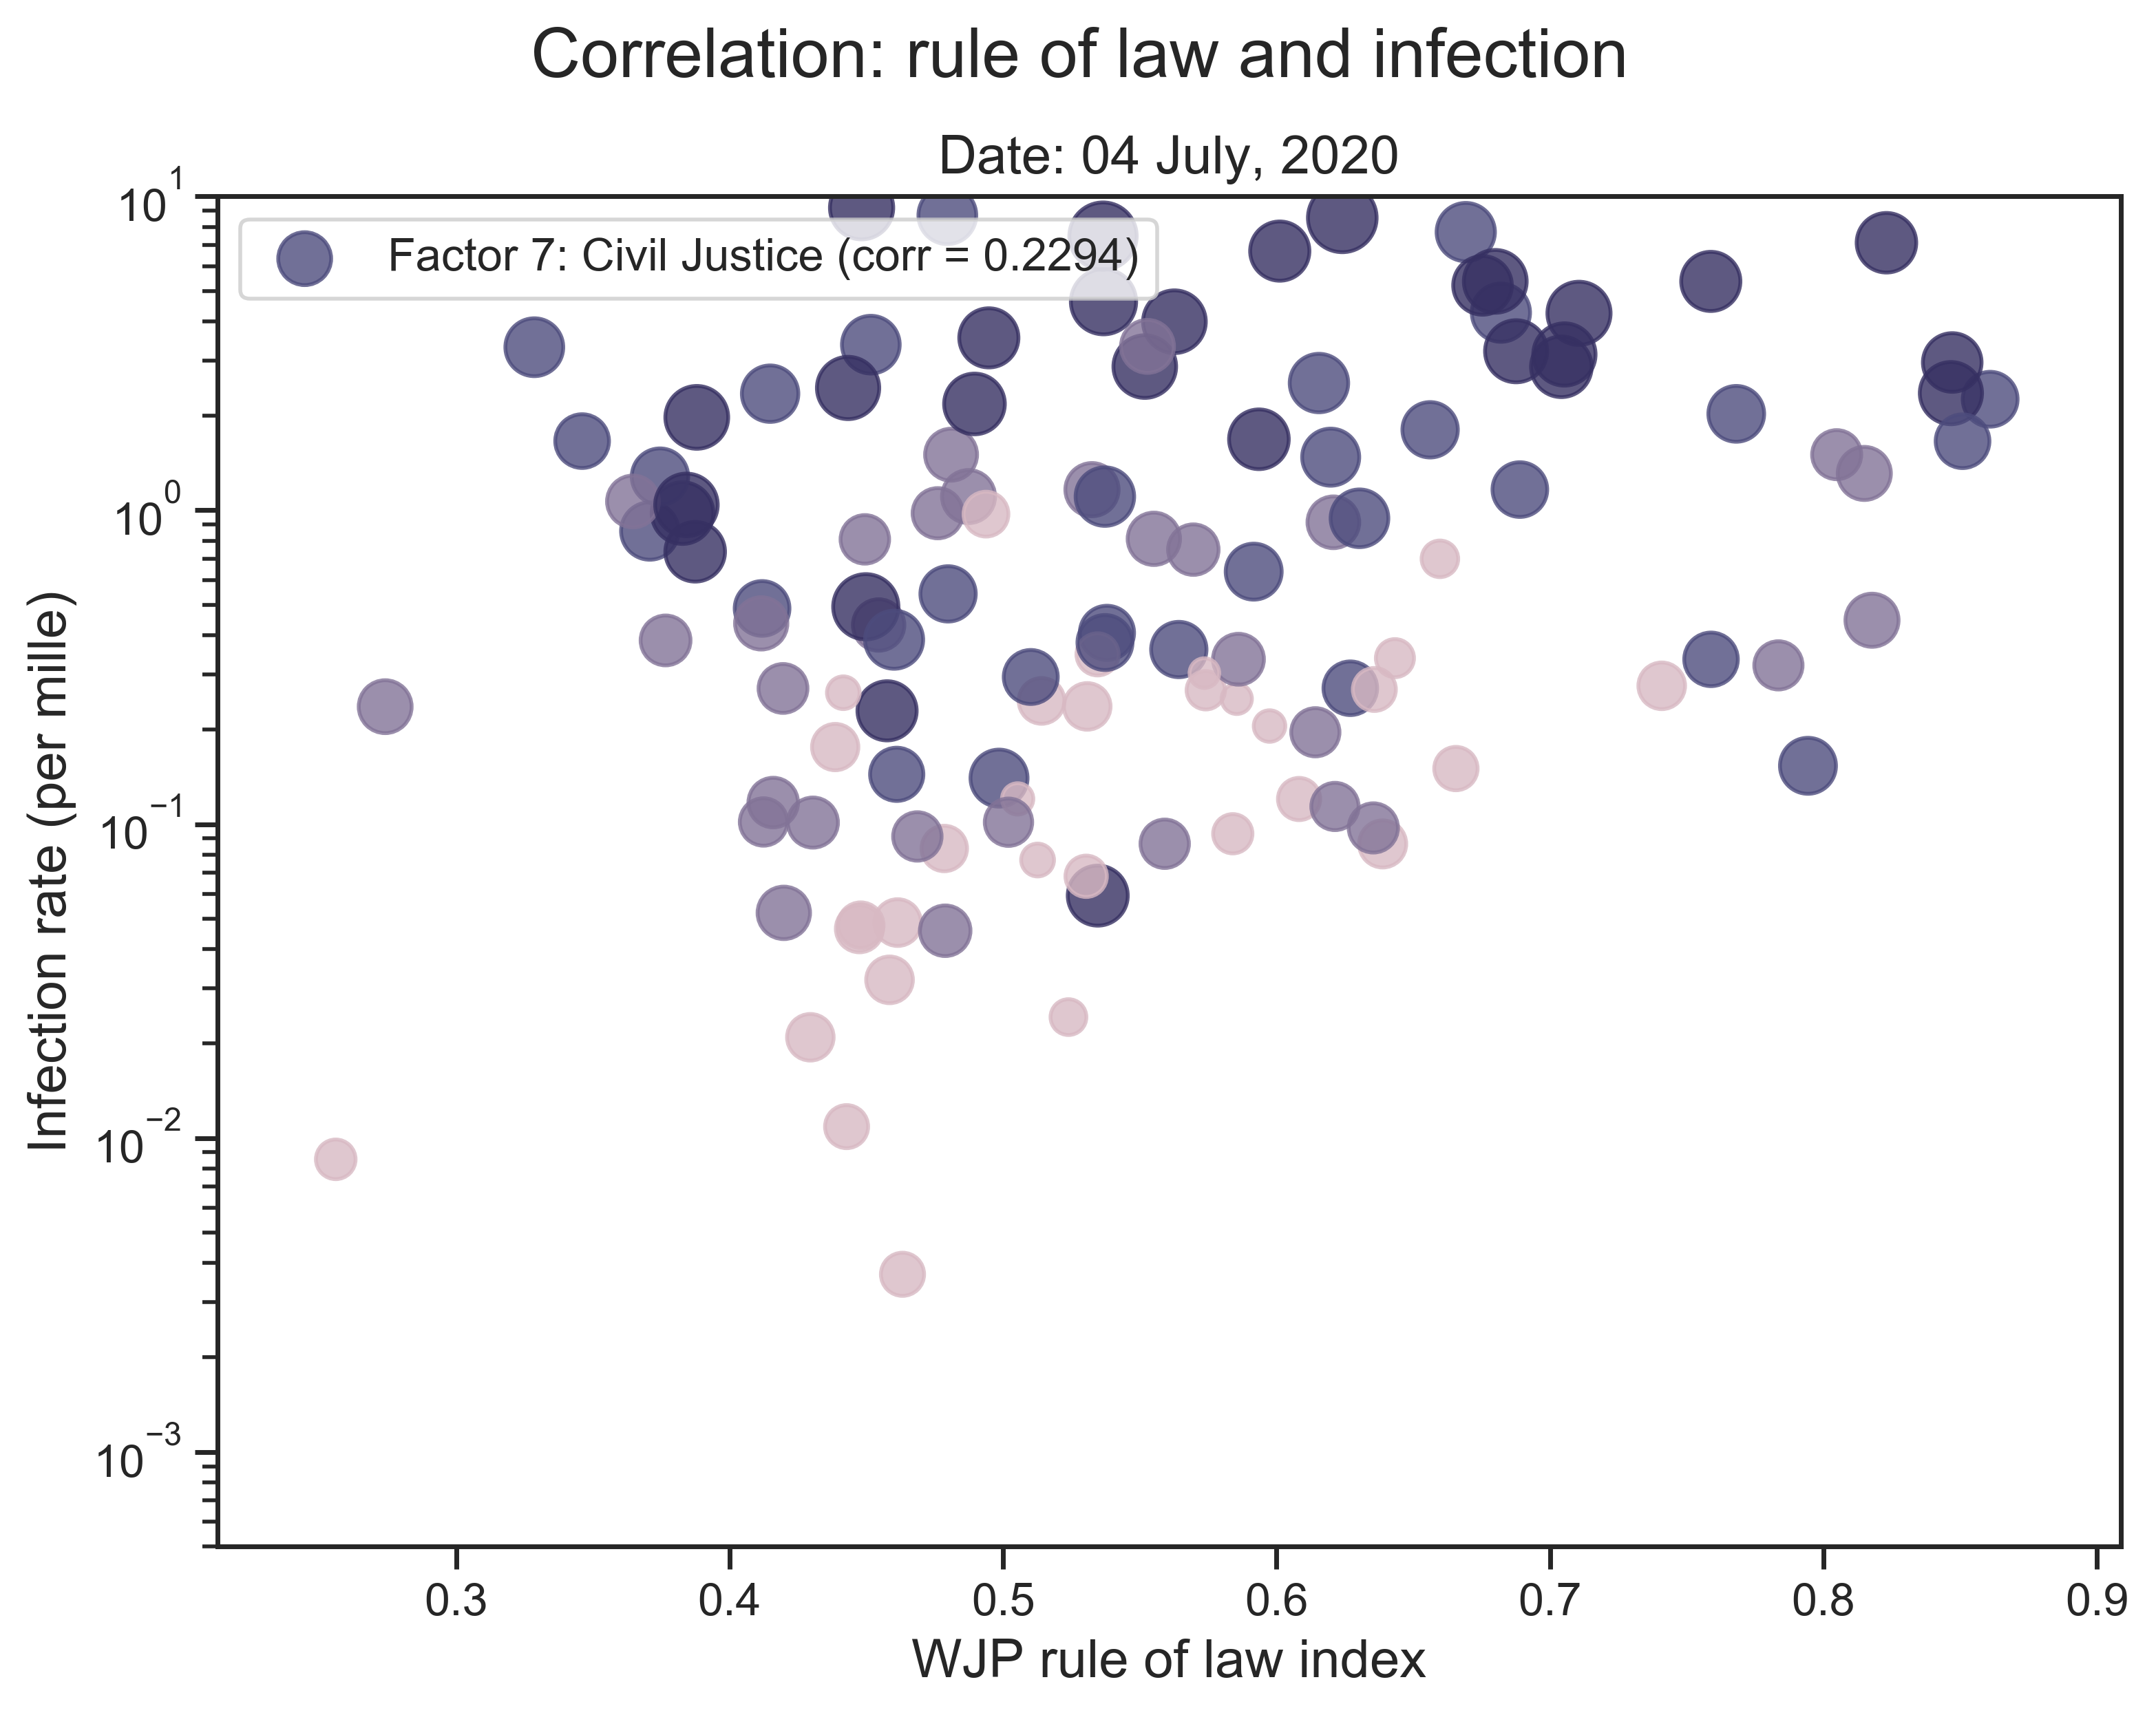 Correlation: rule of law and infection
Date: 04 July, 2020
Factor 7: Civil Justice (corr = 0.2294)
Infection rate (per mille)
10^1
10^0
10^−1
10^−2
10^−3
0.3 0.4 0.5 0.6 0.7 0.8 0.9
WJP rule of law index